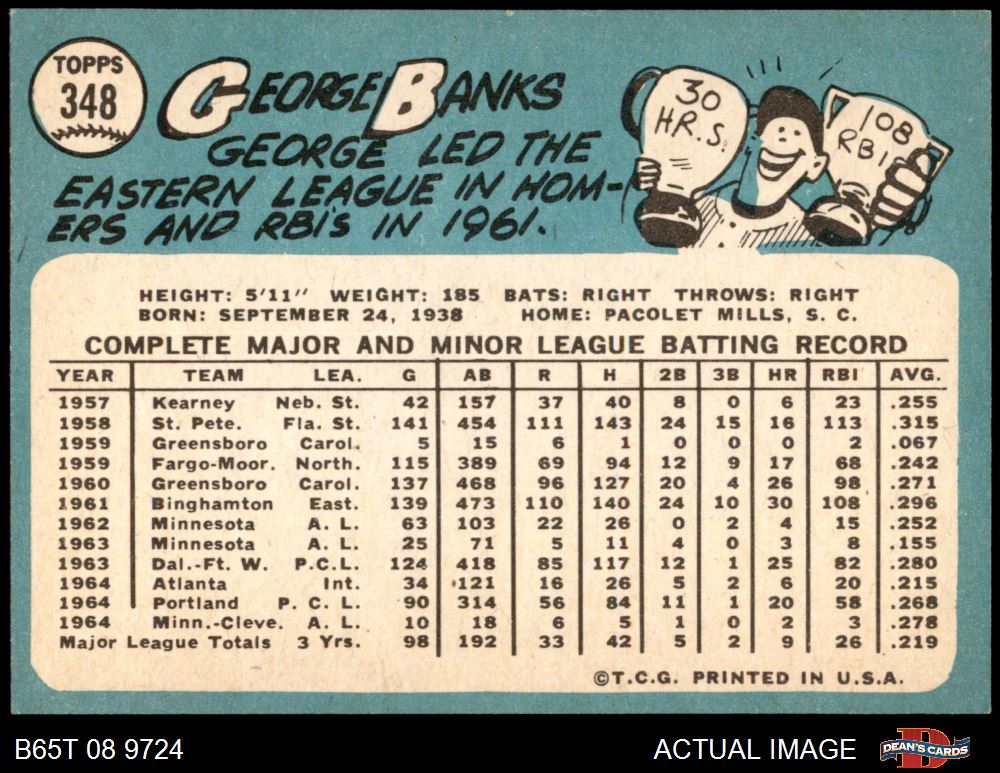 TOPPS
348
GEORGE BANKS
GEORGE LED THE
EASTERN LEAGUE IN HOM-
ERS AND RBI'S IN 1961.
30
H.R.S.
108
RBI
HEIGHT: 5'11" WEIGHT: 185 BATS: RIGHT THROWS: RIGHT
BORN: SEPTEMBER 24, 1938 HOME: PACOLET MILLS, S. C.
COMPLETE MAJOR AND MINOR LEAGUE BATTING RECORD
YEAR TEAM LEA. G AB R H 2B 3B HR RBI AVG.
1957 Kearney Neb. St. 42 157 37 40 8 0 6 23 .255
1958 St. Pete. Fla. St. 141 454 111 143 24 15 16 113 .315
1959 Greensboro Carol. 5 15 6 1 0 0 0 2 .067
1959 Fargo-Moor. North. 115 389 69 94 12 9 17 68 .242
1960 Greensboro Carol. 137 468 96 127 20 4 26 98 .271
1961 Binghamton East. 139 473 110 140 24 10 30 108 .296
1962 Minnesota A. L. 63 103 22 26 0 2 4 15 .252
1963 Minnesota A. L. 25 71 5 11 4 0 3 8 .155
1963 Dal.-Ft. W. P.C.L. 124 418 85 117 12 1 25 82 .280
1964 Atlanta Int. 34 121 16 26 5 2 6 20 .215
1964 Portland P. C. L. 90 314 56 84 11 1 20 58 .268
1964 Minn.-Cleve. A. L. 10 18 6 5 1 0 2 3 .278
Major League Totals 3 Yrs. 98 192 33 42 5 2 9 26 .219
©T.C.G. PRINTED IN U.S.A.
B65T 08 9724 ACTUAL IMAGE DEAN'S CARDS